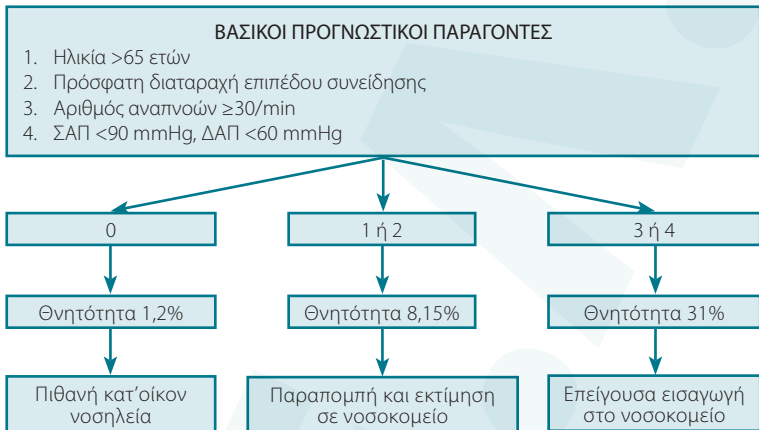 ΒΑΣΙΚΟΙ ΠΡΟΓΝΩΣΤΙΚΟΙ ΠΑΡΑΓΟΝΤΕΣ
1. Ηλικία >65 ετών
2. Πρόσφατη διαταραχή επιπέδου συνείδησης
3. Αριθμός αναπνοών ≥30/min
4. ΣΑΠ <90 mmHg, ΔΑΠ <60 mmHg
0
1 ή 2
3 ή 4
Θνητότητα 1,2%
Θνητότητα 8,15%
Θνητότητα 31%
Πιθανή κατ’οίκον
νοσηλεία
Παραπομπή και εκτίμηση
σε νοσοκομείο
Επείγουσα εισαγωγή
στο νοσοκομείο